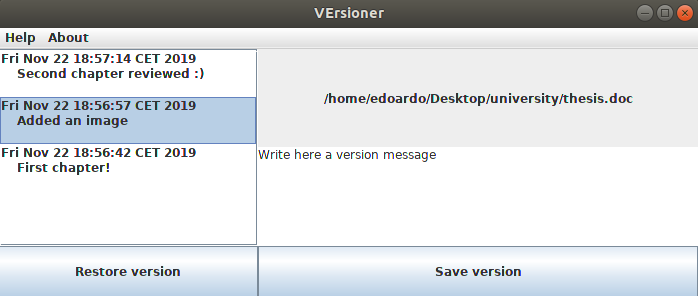 VErsioner
Help About
Fri Nov 22 18:57:14 CET 2019
Second chapter reviewed :)
Fri Nov 22 18:56:57 CET 2019
Added an image
Fri Nov 22 18:56:42 CET 2019
First chapter!
/home/edoardo/Desktop/university/thesis.doc
Write here a version message
Restore version
Save version